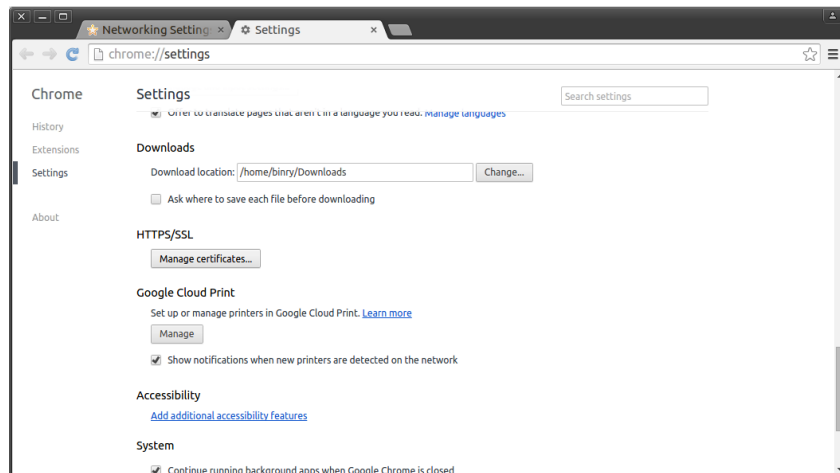 Networking Setting
Settings
chrome://settings
Chrome
Settings
Search settings
History
Extensions
Settings
About
Offer to translate pages that aren't in a language you read. Manage languages
Downloads
Download location: /home/binry/Downloads Change...
Ask where to save each file before downloading
HTTPS/SSL
Manage certificates...
Google Cloud Print
Set up or manage printers in Google Cloud Print. Learn more
Manage
Show notifications when new printers are detected on the network
Accessibility
Add additional accessibility features
System
Continue running background apps when Google Chrome is closed